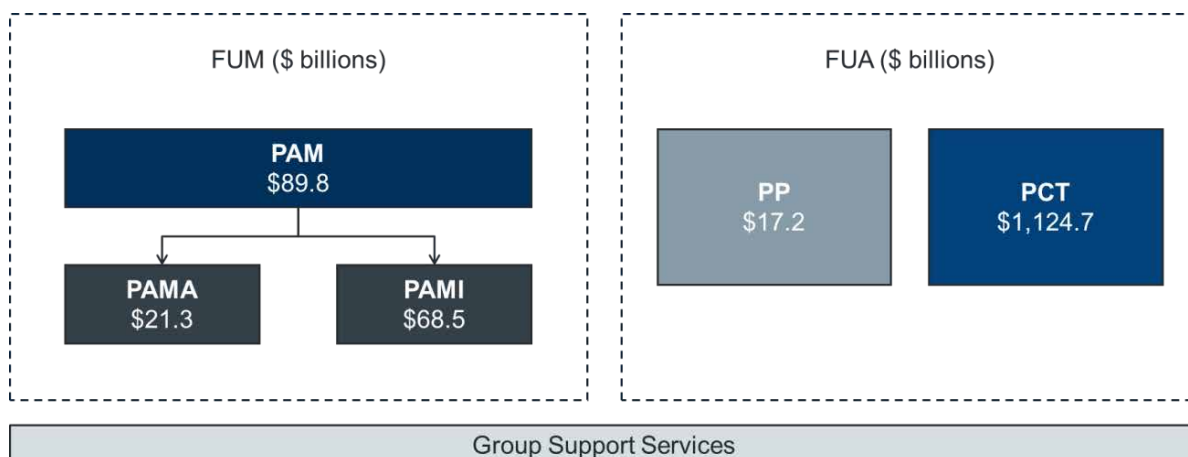 FUM ($ billions)
PAM
$89.8
PAMA
$21.3
PAMI
$68.5
FUA ($ billions)
PP
$17.2
PCT
$1,124.7
Group Support Services